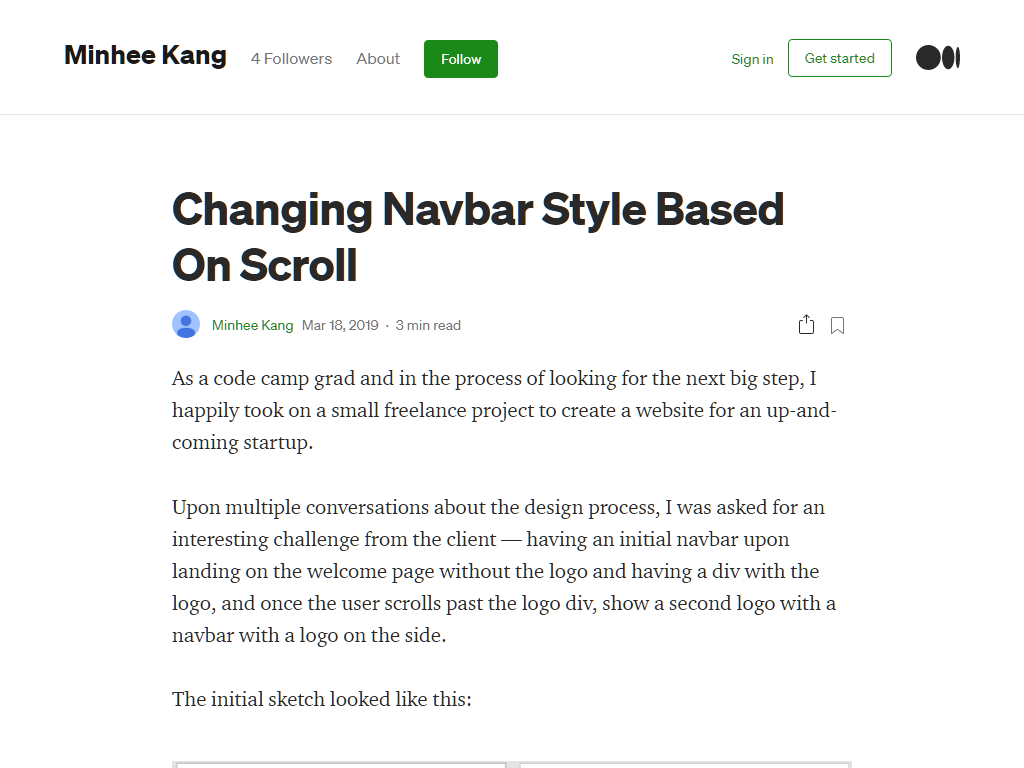 Minhee Kang
4 Followers
About
Follow
Sign in
Get started
Changing Navbar Style Based
On Scroll
Minhee Kang Mar 18, 2019 · 3 min read
As a code camp grad and in the process of looking for the next big step, I
happily took on a small freelance project to create a website for an up-and-
coming startup.
Upon multiple conversations about the design process, I was asked for an
interesting challenge from the client — having an initial navbar upon
landing on the welcome page without the logo and having a div with the
logo, and once the user scrolls past the logo div, show a second logo with a
navbar with a logo on the side.
The initial sketch looked like this: